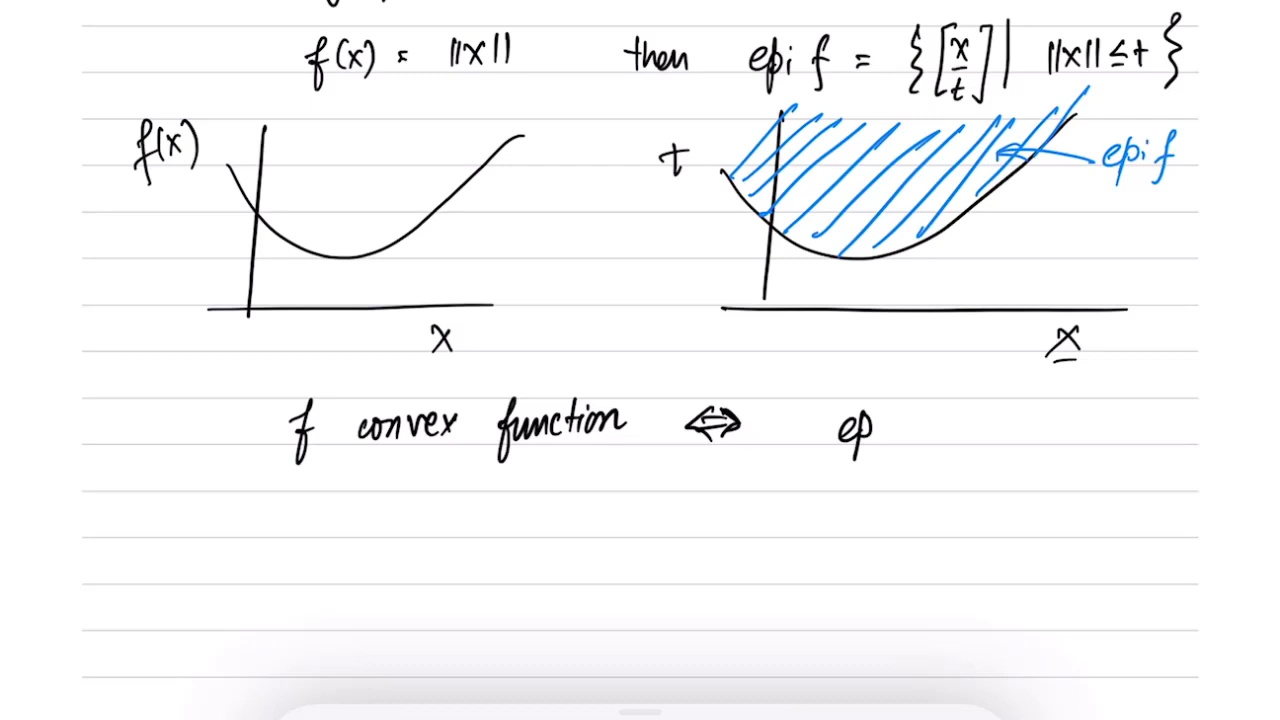 f(x) = ||x|| then epi f = { [x t] | ||x|| ≤ t }
f(x)
t
epi f
x
x
f convex function ⇔ ep